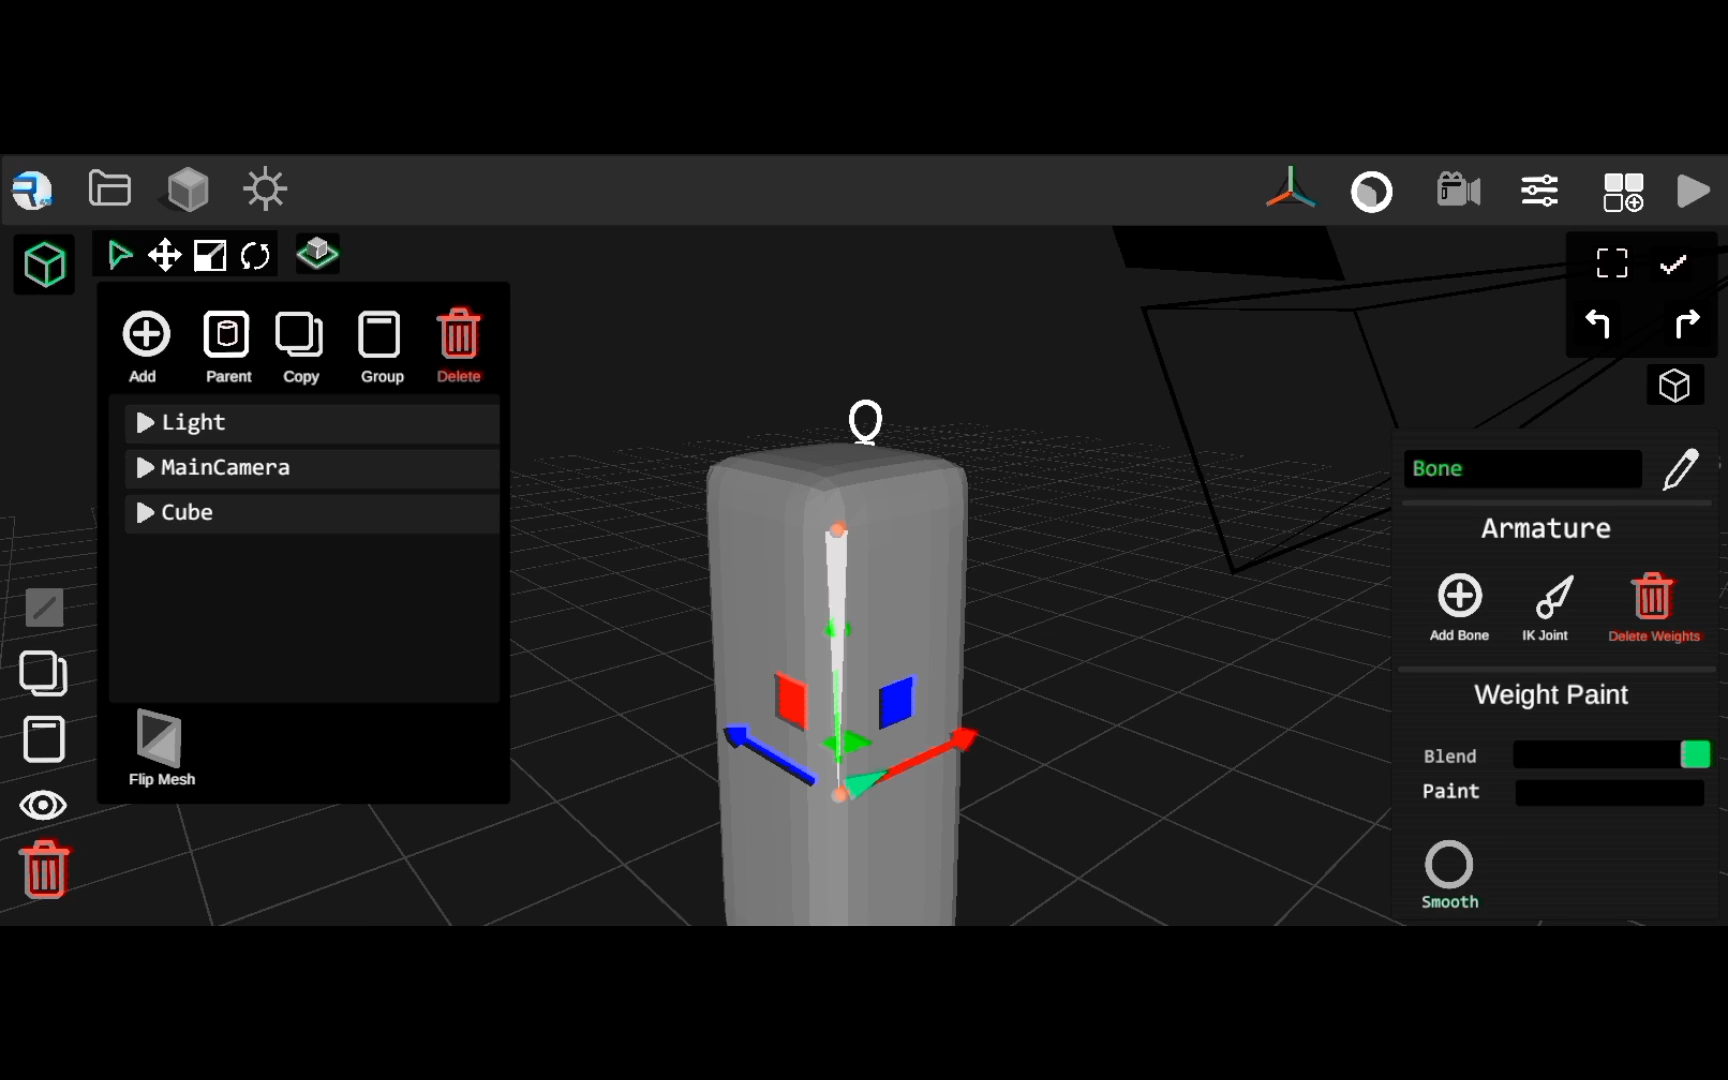 Add
Parent
Copy
Group
Delete
Light
MainCamera
Cube
Flip Mesh
Bone
Armature
Add Bone
IK Joint
Delete Weights
Weight Paint
Blend
Paint
Smooth